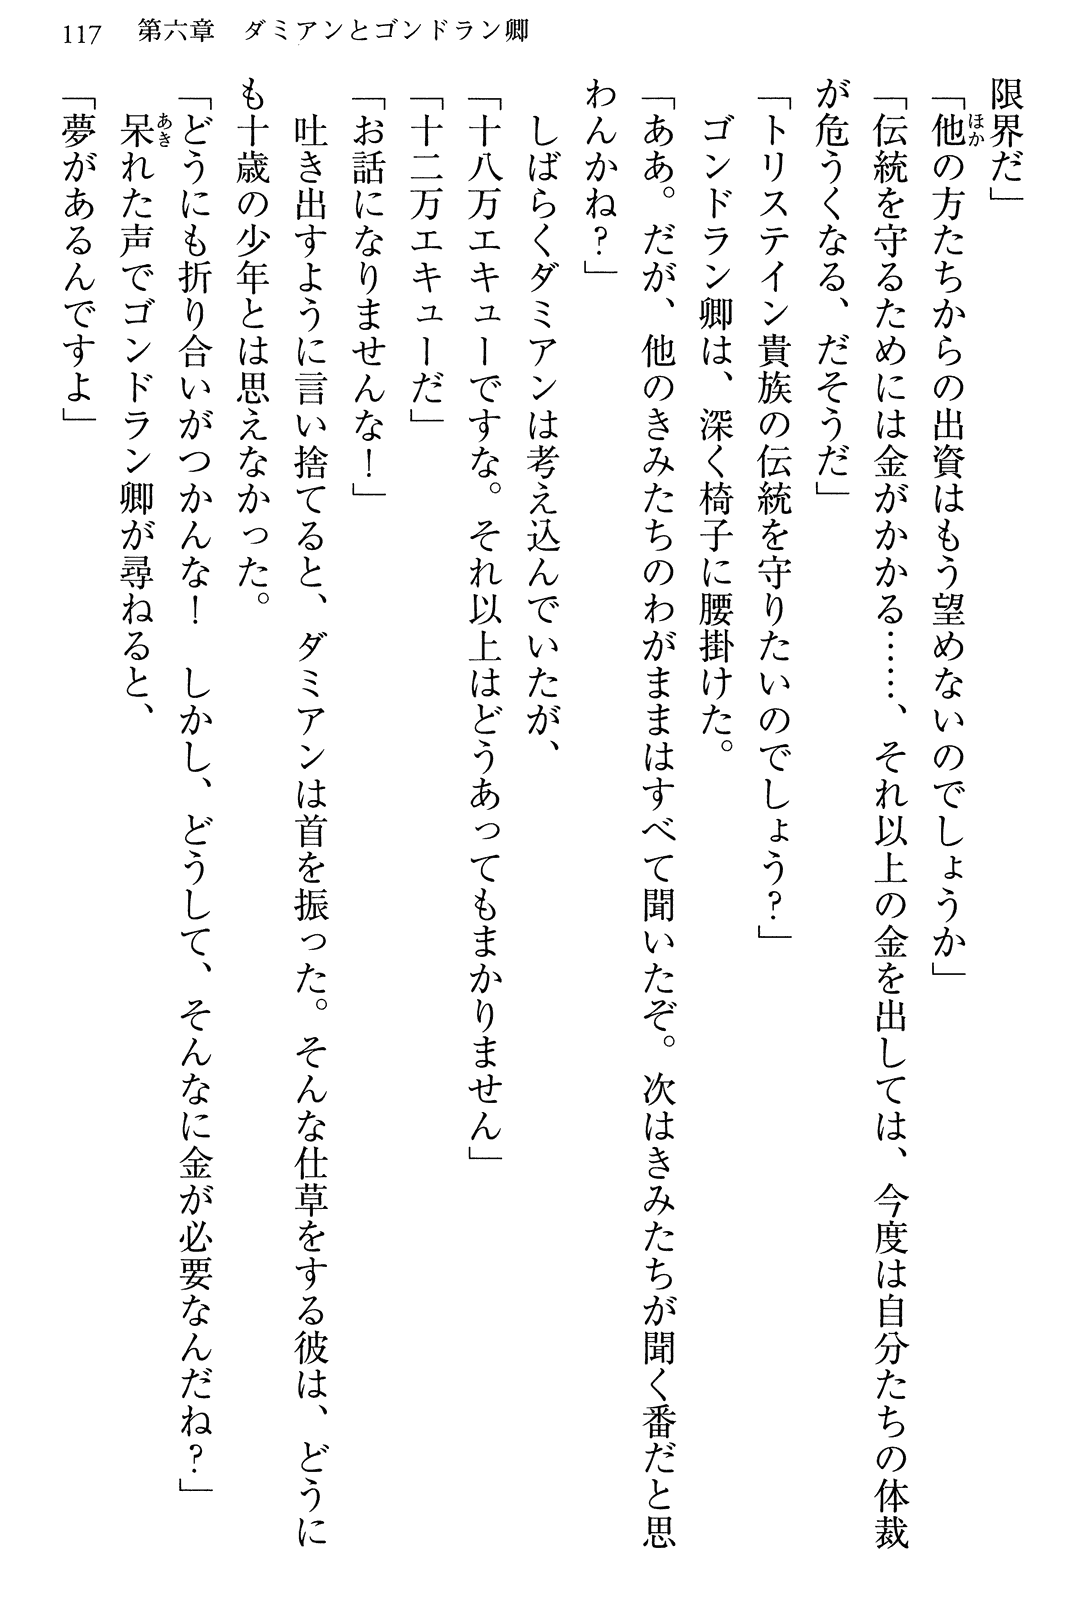 117　第六章　ダミアンとゴンドラン卿
限界だ」
「他の方たちからの出資はもう望めないのでしょうか」
ほか
「伝統を守るためには金がかかる……、それ以上の金を出しては、今度は自分たちの体裁
が危うくなる、だそうだ」
「トリステイン貴族の伝統を守りたいのでしょう？」
　ゴンドラン卿は、深く椅子に腰掛けた。
「ああ。だが、他のきみたちのわがままはすべて聞いたぞ。次はきみたちが聞く番だと思
わんかね？」
　しばらくダミアンは考え込んでいたが、
「十八万エキューですな。それ以上はどうあってもまかりません」
「十二万エキューだ」
「お話になりませんな！」
　吐き出すように言い捨てると、ダミアンは首を振った。そんな仕草をする彼は、どうに
も十歳の少年とは思えなかった。
「どうにも折り合いがつかんな！　しかし、どうして、そんなに金が必要なんだね？」
　呆れた声でゴンドラン卿が尋ねると、
あき
「夢があるんですよ」